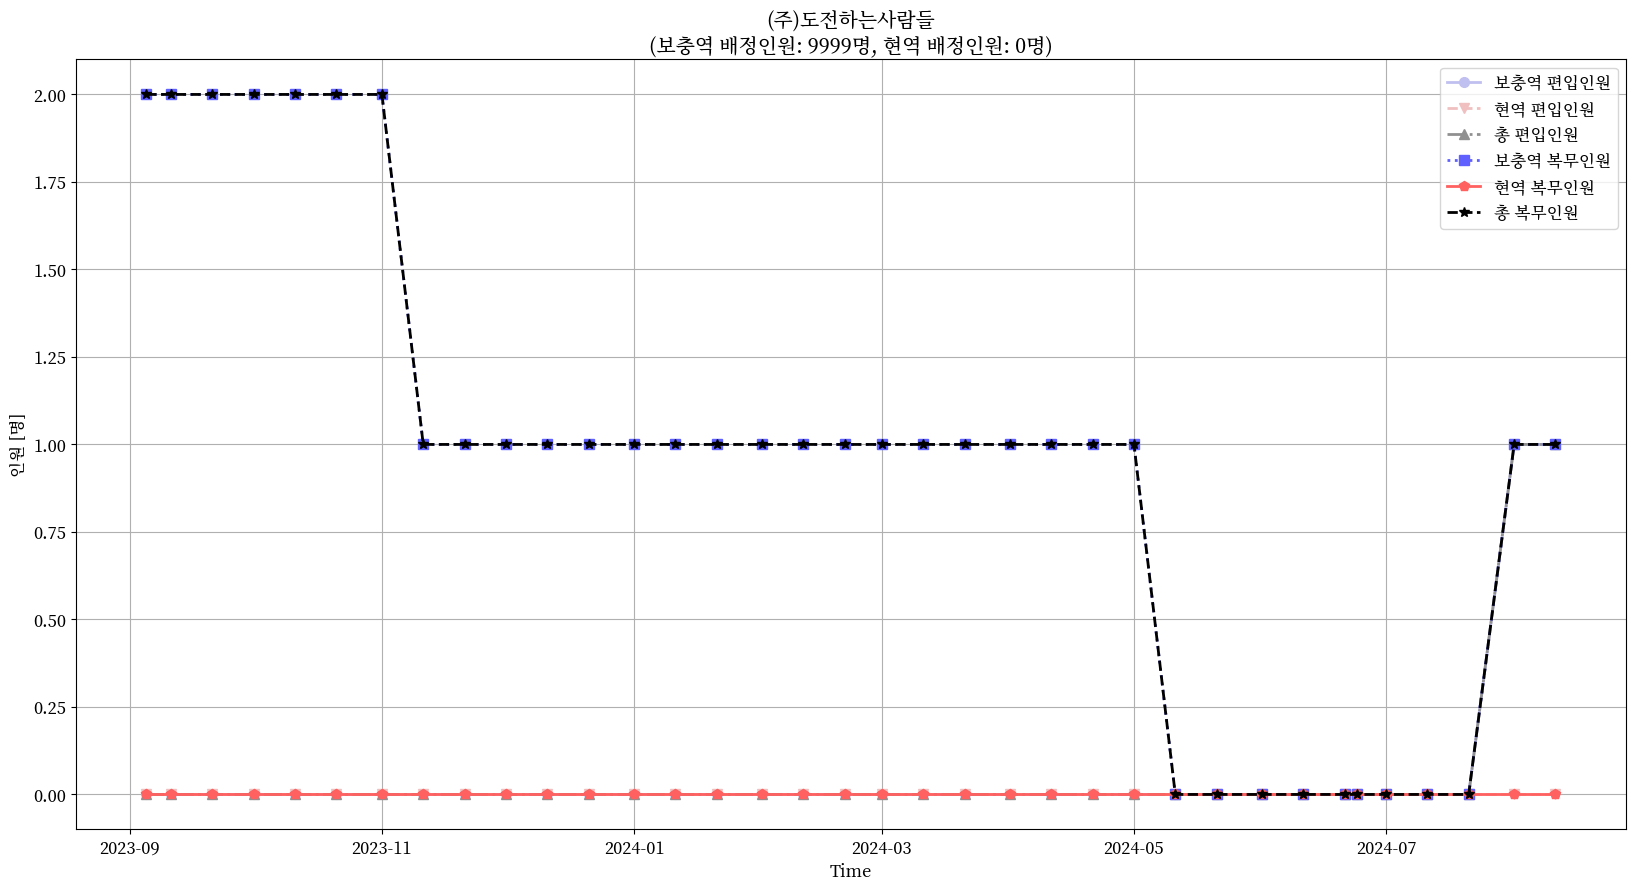 (주)도전하는사람들
(보충역 배정인원: 9999명, 현역 배정인원: 0명)
보충역 편입인원
현역 편입인원
총 편입인원
보충역 복무인원
현역 복무인원
총 복무인원
인원 [명]
2.00
1.75
1.50
1.25
1.00
0.75
0.50
0.25
0.00
2023-09 2023-11 2024-01 2024-03 2024-05 2024-07
Time